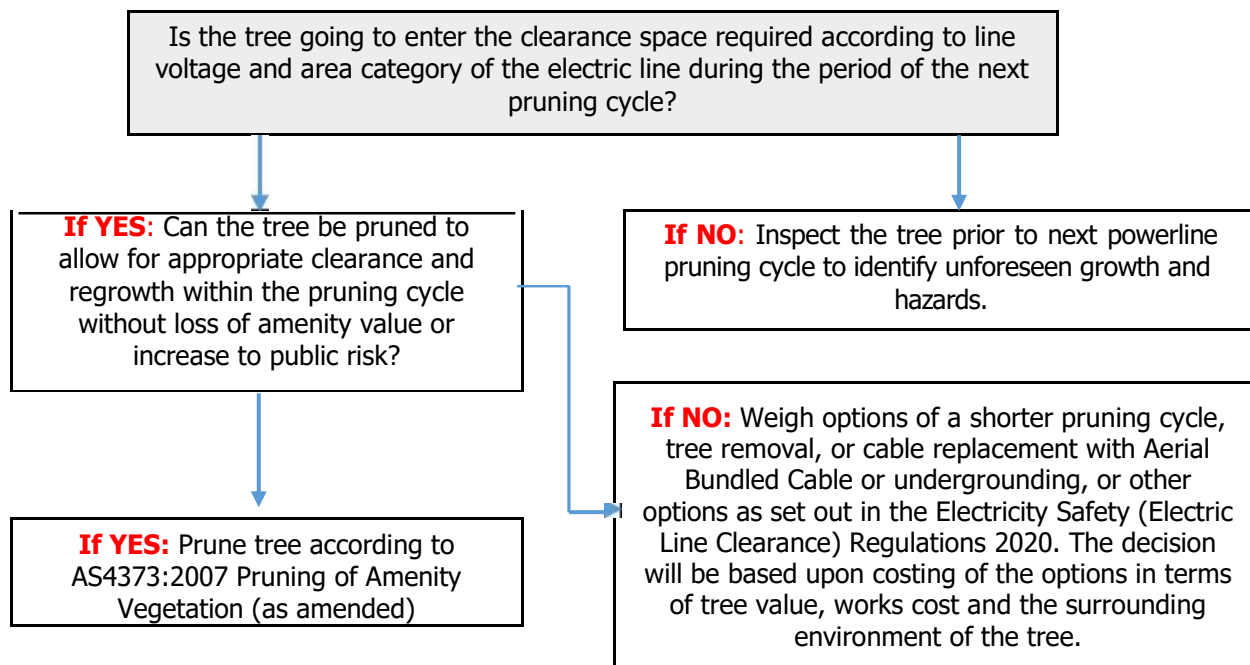 Is the tree going to enter the clearance space required according to line
voltage and area category of the electric line during the period of the next
pruning cycle?
If YES: Can the tree be pruned to
allow for appropriate clearance and
regrowth within the pruning cycle
without loss of amenity value or
increase to public risk?
If NO: Inspect the tree prior to next powerline
pruning cycle to identify unforeseen growth and
hazards.
If YES: Prune tree according to
AS4373:2007 Pruning of Amenity
Vegetation (as amended)
If NO: Weigh options of a shorter pruning cycle,
tree removal, or cable replacement with Aerial
Bundled Cable or undergrounding, or other
options as set out in the Electricity Safety (Electric
Line Clearance) Regulations 2020. The decision
will be based upon costing of the options in terms
of tree value, works cost and the surrounding
environment of the tree.